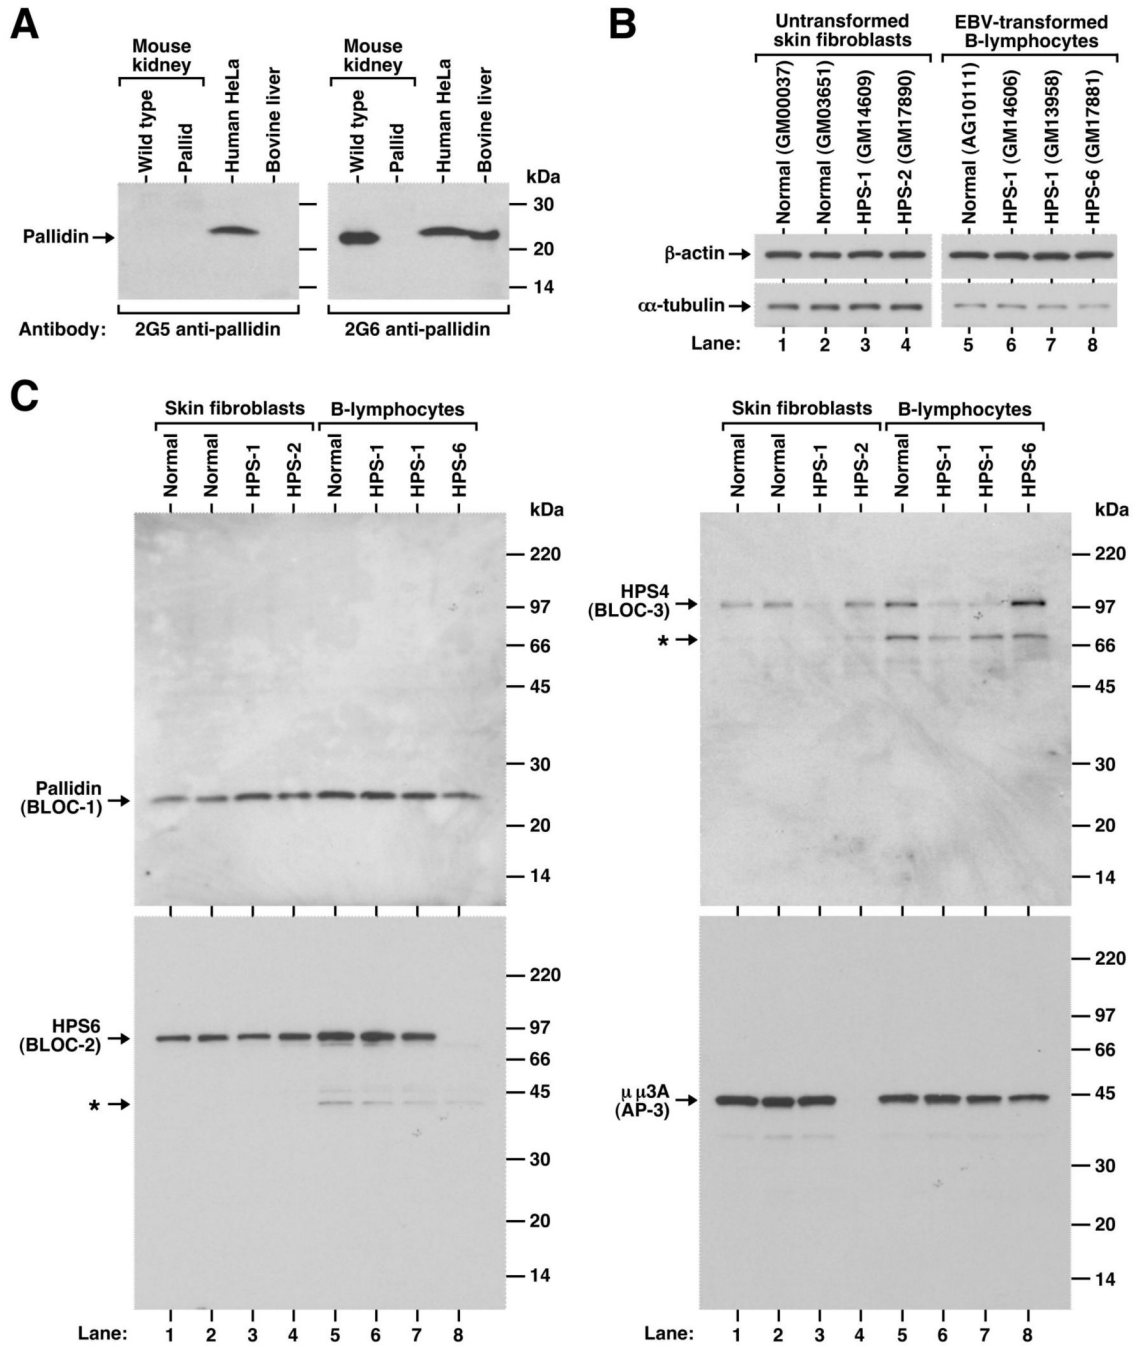 A
Mouse
kidney
Mouse
kidney
Wild type
Pallid
Human HeLa
Bovine liver
Wild type
Pallid
Human HeLa
Bovine liver
kDa
30
20
14
Pallidin
Antibody:
2G5 anti-pallidin
2G6 anti-pallidin
B
Untransformed
skin fibroblasts
EBV-transformed
B-lymphocytes
Normal (GM00037)
Normal (GM03651)
HPS-1 (GM14609)
HPS-2 (GM17890)
Normal (AG10111)
HPS-1 (GM14606)
HPS-1 (GM13958)
HPS-6 (GM17881)
β-actin
αα-tubulin
Lane: 1 2 3 4 5 6 7 8
C
Skin fibroblasts
B-lymphocytes
Normal
Normal
HPS-1
HPS-2
Normal
HPS-1
HPS-1
HPS-6
kDa
220
97
66
45
30
20
14
Pallidin
(BLOC-1)
220
97
66
45
30
20
14
HPS6
(BLOC-2)
*
Lane: 1 2 3 4 5 6 7 8
Skin fibroblasts
B-lymphocytes
Normal
Normal
HPS-1
HPS-2
Normal
HPS-1
HPS-1
HPS-6
kDa
220
97
66
45
30
20
14
HPS4
(BLOC-3)
*
220
97
66
45
30
20
14
μ μ3A
(AP-3)
Lane: 1 2 3 4 5 6 7 8